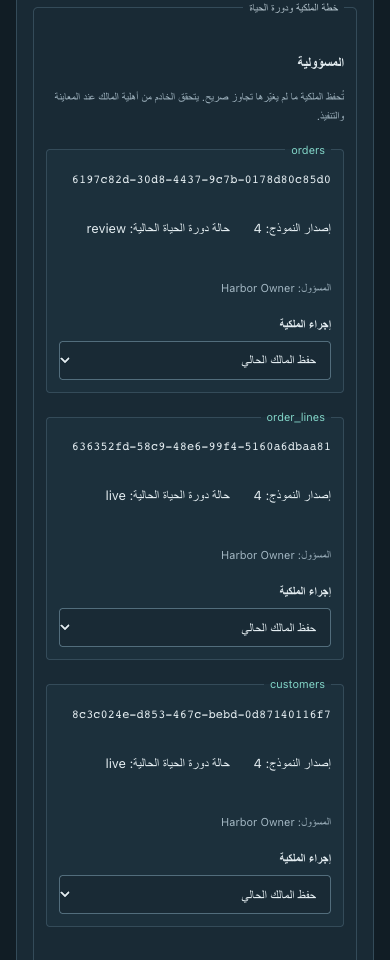 خطة الملكية ودورة الحياة
المسؤولية
تُحفظ الملكية ما لم يغيّرها تجاوز صريح. يتحقق الخادم من أهلية المالك عند المعاينة
والتنفيذ.
orders
6197c82d-30d8-4437-9c7b-0178d80c85d0
إصدار النموذج: 4 حالة دورة الحياة الحالية: review
المسؤول: Harbor Owner
إجراء الملكية
حفظ المالك الحالي
order_lines
636352fd-58c9-48e6-99f4-5160a6dbaa81
إصدار النموذج: 4 حالة دورة الحياة الحالية: live
المسؤول: Harbor Owner
إجراء الملكية
حفظ المالك الحالي
customers
8c3c024e-d853-467c-bebd-0d87140116f7
إصدار النموذج: 4 حالة دورة الحياة الحالية: live
المسؤول: Harbor Owner
إجراء الملكية
حفظ المالك الحالي